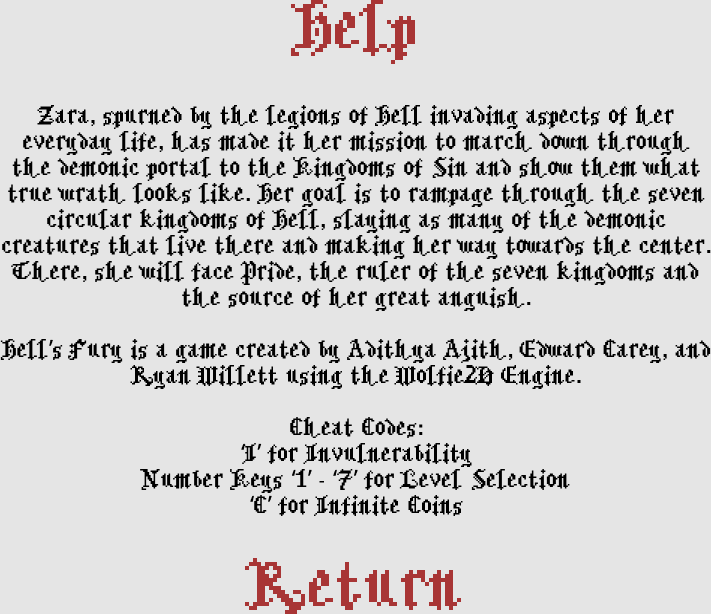 Help
Zara, spurned by the legions of Hell invading aspects of her
everyday life, has made it her mission to march down through
the demonic portal to the Kingdoms of Sin and show them what
true wrath looks like. Her goal is to rampage through the seven
circular kingdoms of Hell, slaying as many of the demonic
creatures that live there and making her way towards the center.
There, she will face Pride, the ruler of the seven kingdoms and
the source of her great anguish.
Hell's Fury is a game created by Adithya Ajith, Edward Carey, and
Ryan Willett using the Wolfie2D Engine.
Cheat Codes:
'I' for Invulnerability
Number Keys '1' - '7' for Level Selection
'C' for Infinite Coins
Return